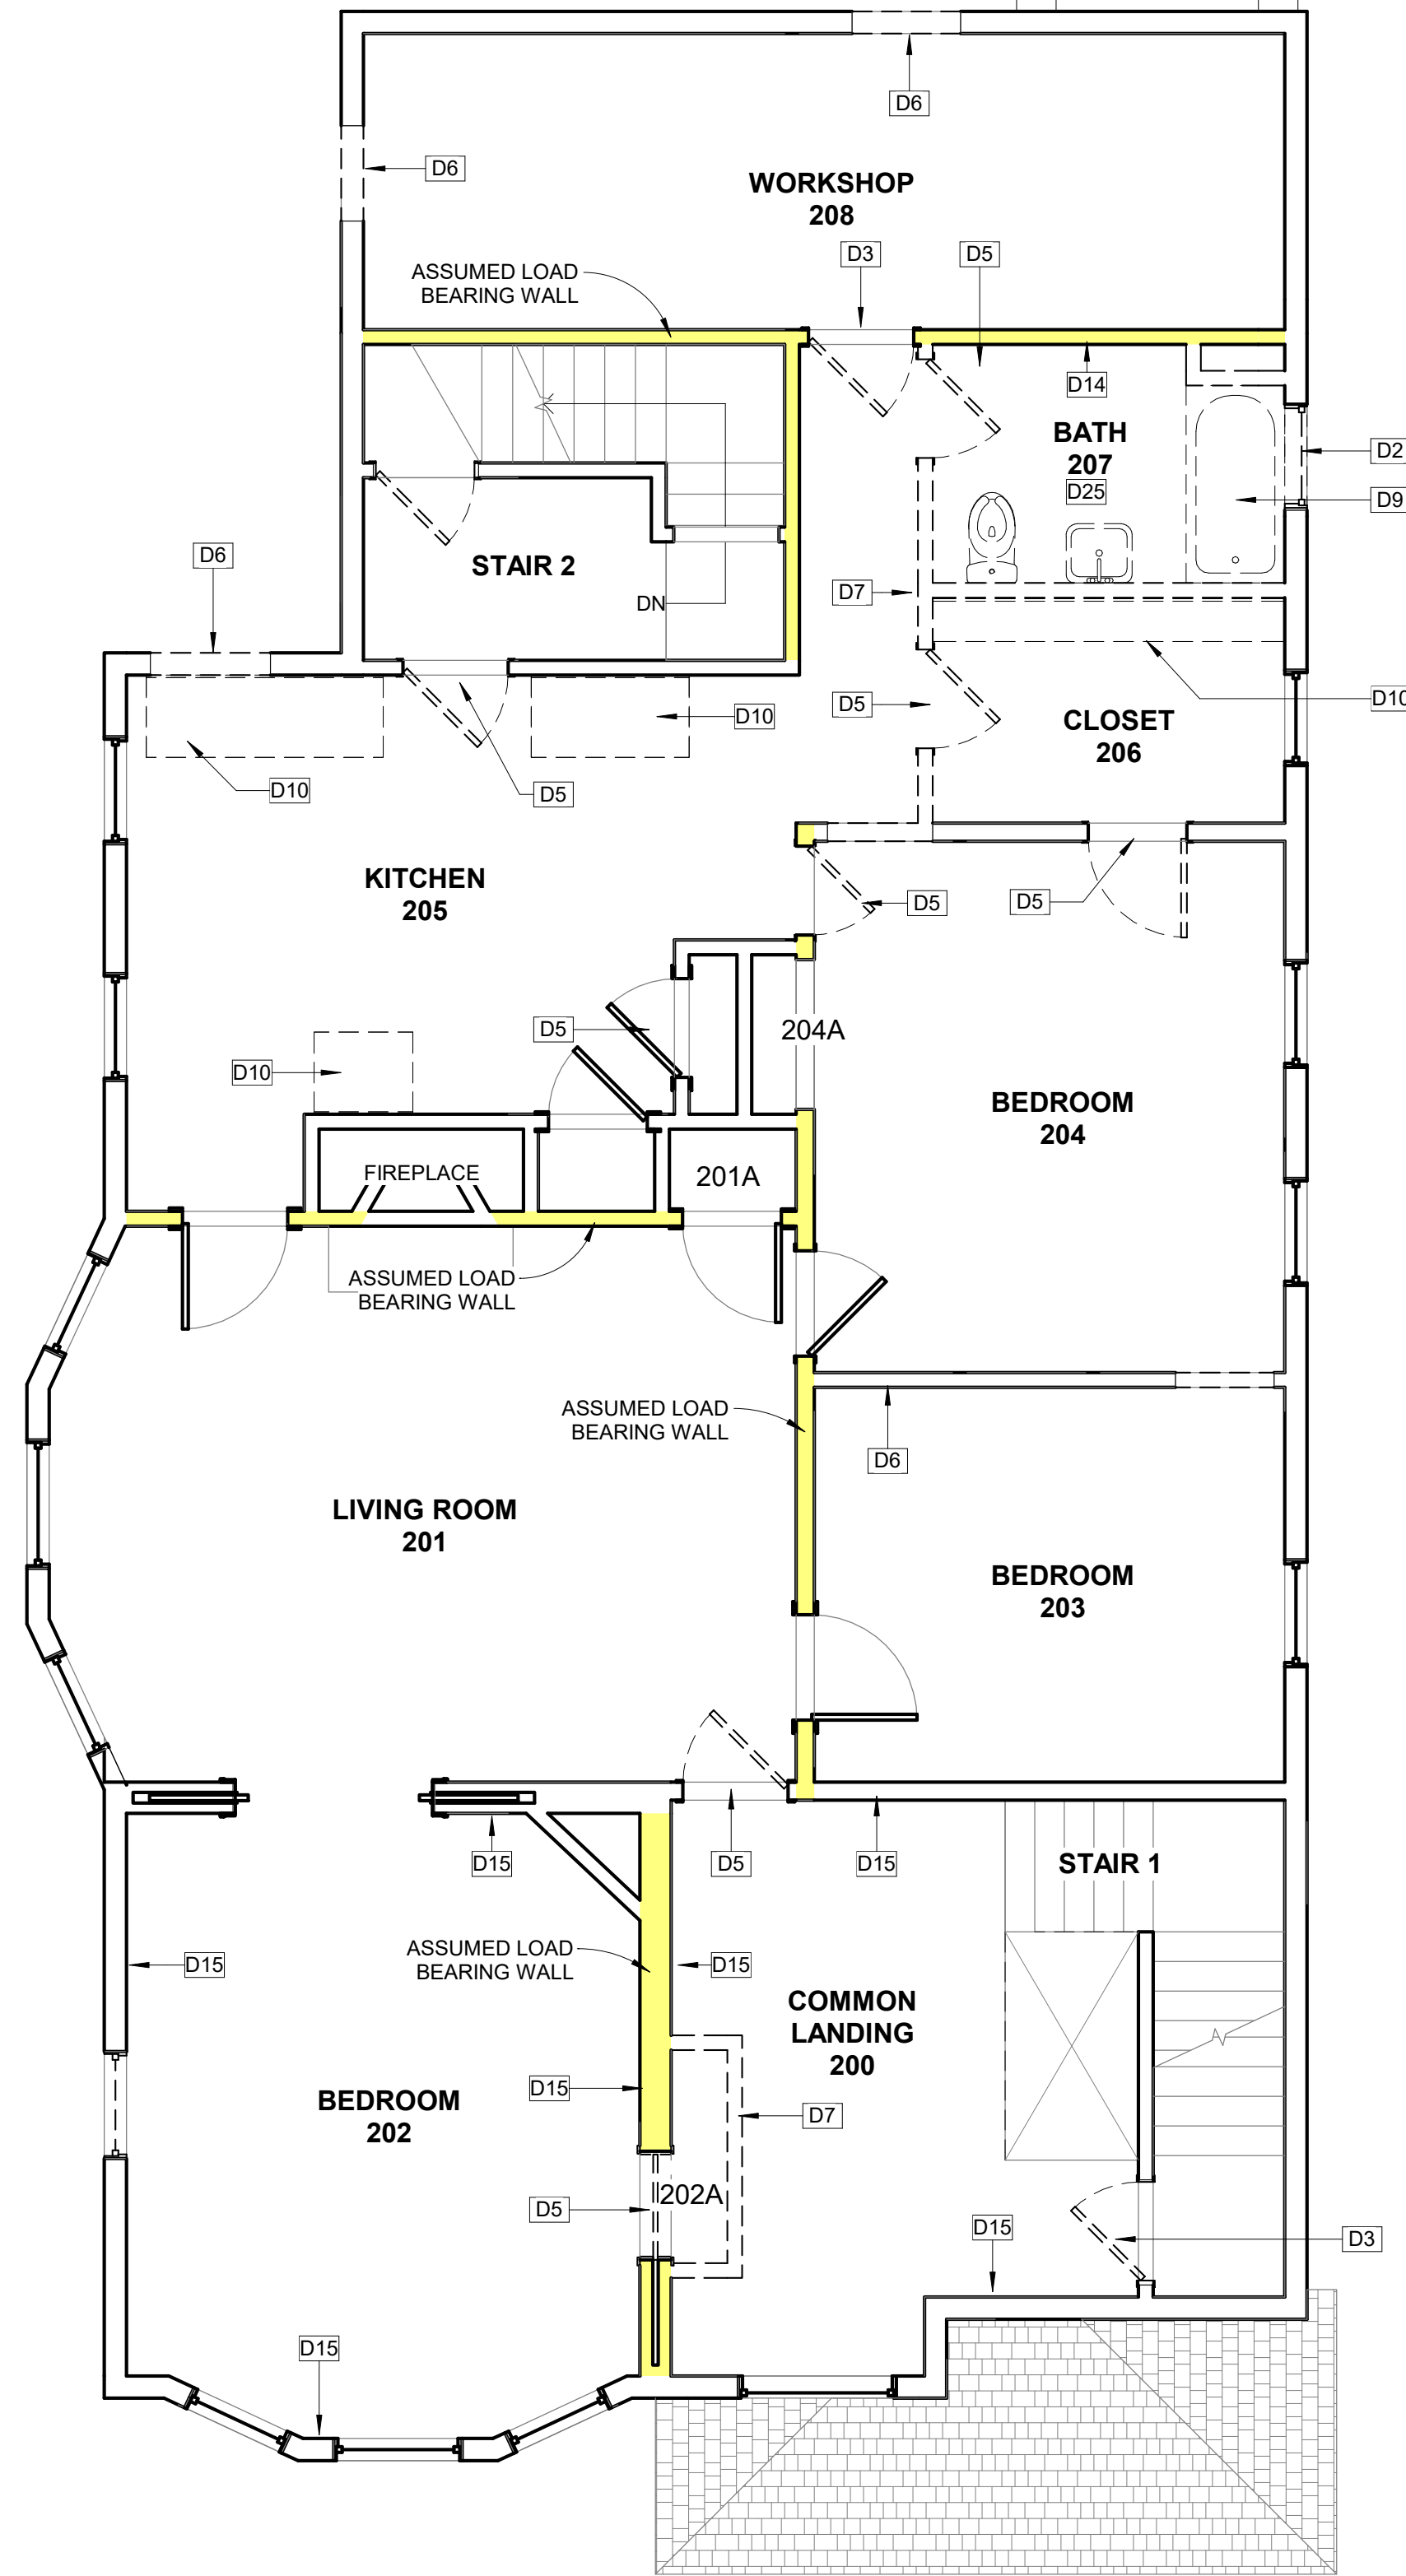 D6
D6
WORKSHOP
208
D3
D5
ASSUMED LOAD
BEARING WALL
D14
BATH
207
D25
D2
D9
D6
STAIR 2
D7
DN
D10
D5
D10
CLOSET
206
D10
D5
KITCHEN
205
D5
D5
D5
204A
D10
BEDROOM
204
FIREPLACE
201A
ASSUMED LOAD
BEARING WALL
ASSUMED LOAD
BEARING WALL
D6
LIVING ROOM
201
BEDROOM
203
D15
D5
D15
STAIR 1
ASSUMED LOAD
BEARING WALL
D15
D15
COMMON
LANDING
200
D15
BEDROOM
202
D7
202A
D5
D15
D3
D15